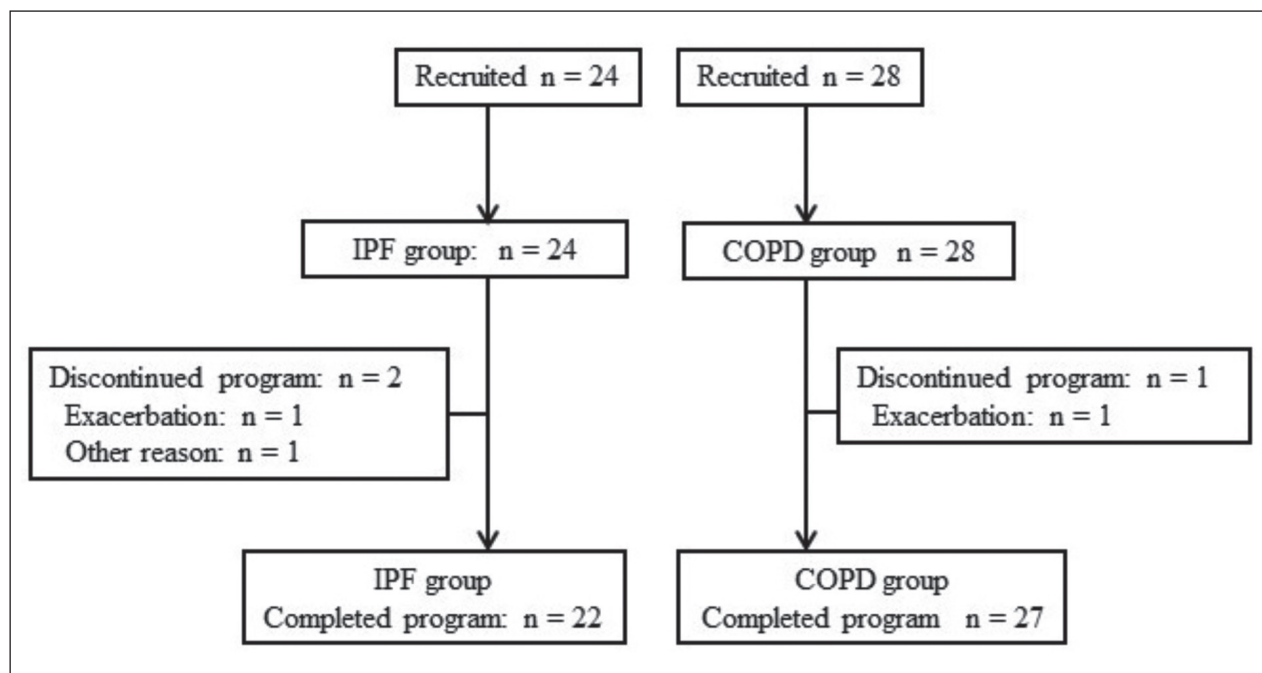 Recruited n = 24
Recruited n = 28
IPF group: n = 24
COPD group n = 28
Discontinued program: n = 2
Exacerbation: n = 1
Other reason: n = 1
Discontinued program: n = 1
Exacerbation: n = 1
IPF group
Completed program: n = 22
COPD group
Completed program n = 27